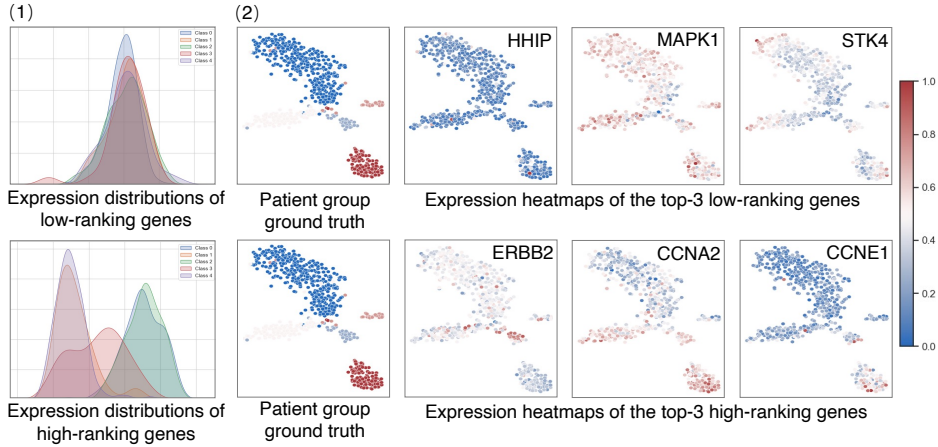 (1)
(2)
Class 0
Class 1
Class 2
Class 3
Class 4
HHIP
MAPK1
STK4
Expression distributions of
low-ranking genes
Patient group
ground truth
Expression heatmaps of the top-3 low-ranking genes
1.0
0.8
0.6
0.4
0.2
0.0
Class 0
Class 1
Class 2
Class 3
Class 4
ERBB2
CCNA2
CCNE1
Expression distributions of
high-ranking genes
Patient group
ground truth
Expression heatmaps of the top-3 high-ranking genes